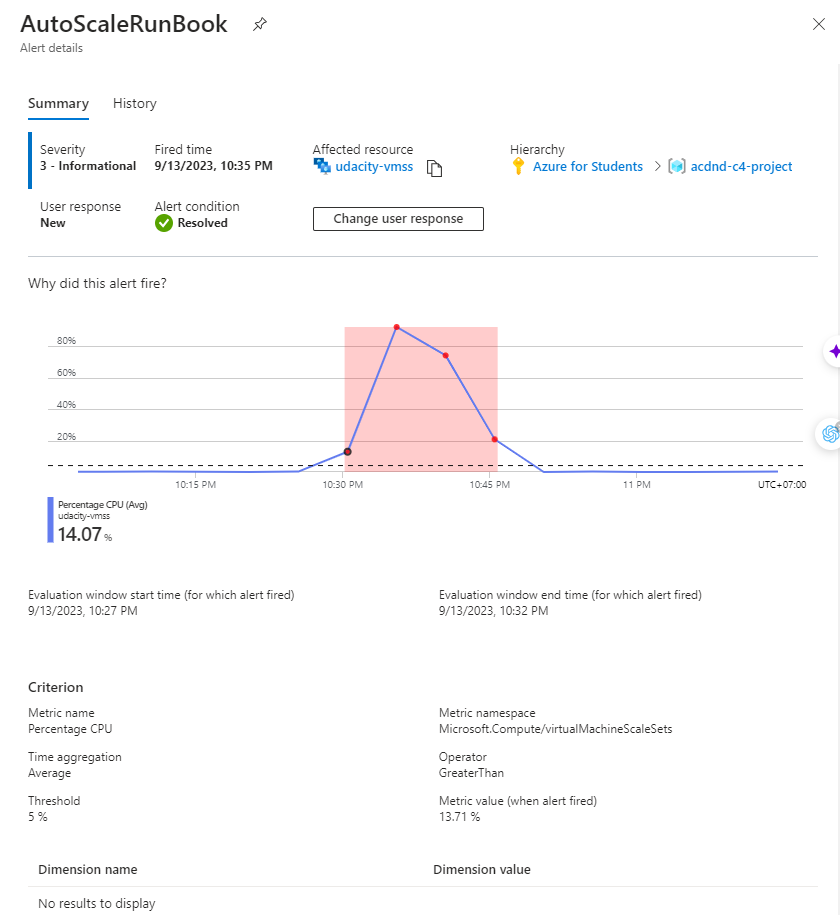 AutoScaleRunBook
Alert details
Summary History
Severity Fired time Affected resource Hierarchy
3 - Informational 9/13/2023, 10:35 PM udacity-vmss Azure for Students > acdnd-c4-project
User response Alert condition
New Resolved Change user response
Why did this alert fire?
80%
60%
40%
20%
10:15 PM 10:30 PM 10:45 PM 11 PM UTC+07:00
Percentage CPU (Avg)
udacity-vmss
14.07 %
Evaluation window start time (for which alert fired) Evaluation window end time (for which alert fired)
9/13/2023, 10:27 PM 9/13/2023, 10:32 PM
Criterion
Metric name Metric namespace
Percentage CPU Microsoft.Compute/virtualMachineScaleSets
Time aggregation Operator
Average GreaterThan
Threshold Metric value (when alert fired)
5 % 13.71 %
Dimension name Dimension value
No results to display